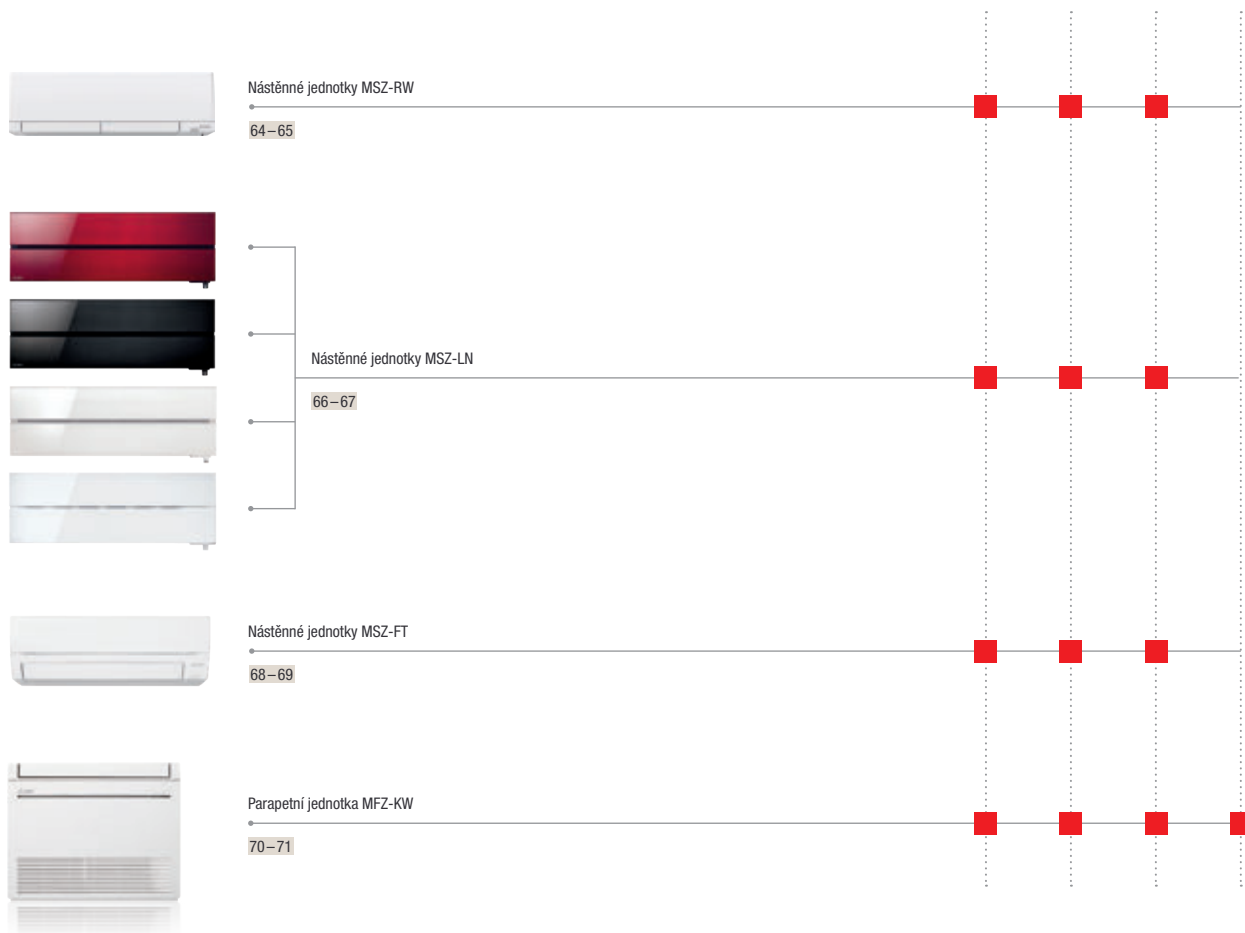 Nástěnné jednotky MSZ-RW
64–65
Nástěnné jednotky MSZ-LN
66–67
Nástěnné jednotky MSZ-FT
68–69
Parapetní jednotka MFZ-KW
70–71